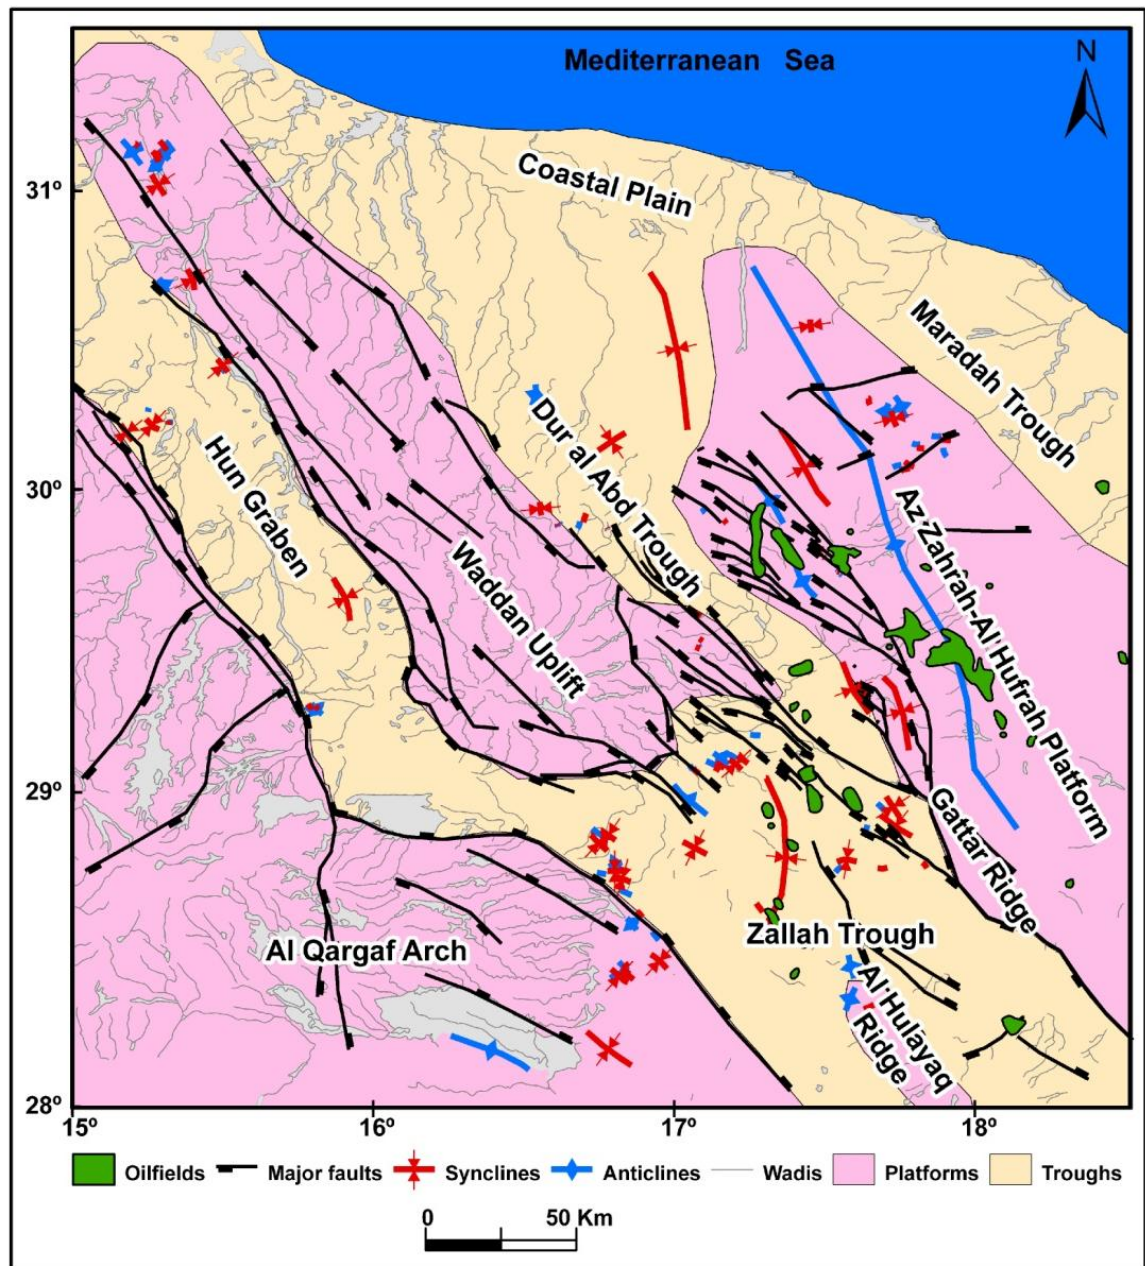 Mediterranean Sea
N
Coastal Plain
31º
Maradah Trough
Dur al Abd Trough
Hun Graben
30º
Az Zahrah-Al Hufrah Platform
Waddan Uplift
29º
Gattar Ridge
Zallah Trough
Al Qargaf Arch
Al Hulayaq
Ridge
28º
15º
16º
17º
18º
Oilfields
Major faults
Synclines
Anticlines
Wadis
Platforms
Troughs
0
50 Km